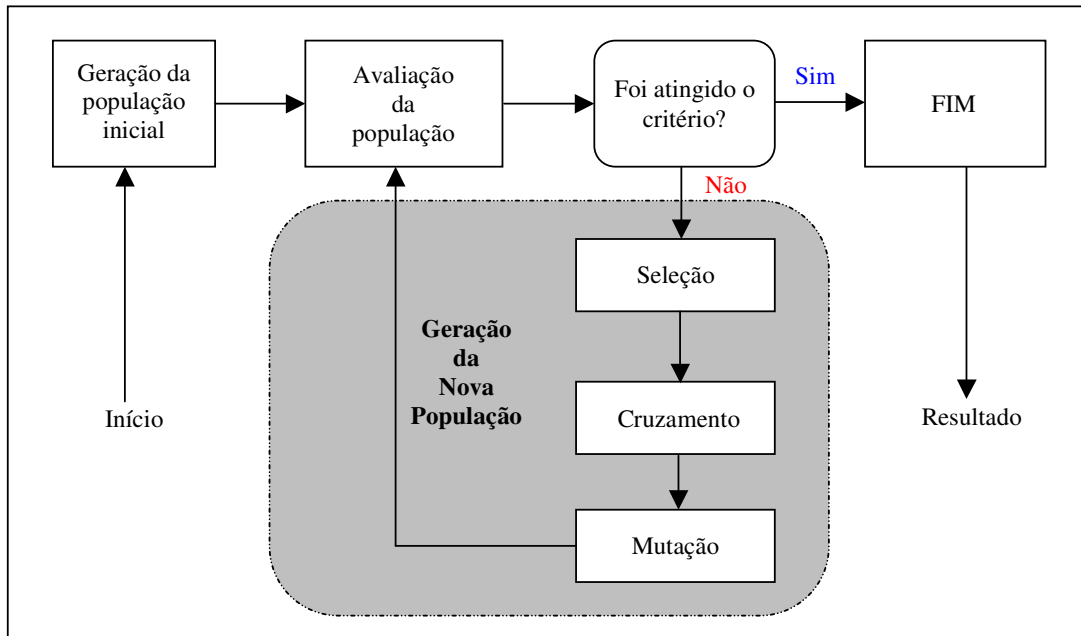 Geração da
população
inicial
Avaliação
da
população
Foi atingido o
critério?
Sim
FIM
Não
Seleção
Geração
da
Nova
População
Cruzamento
Início
Resultado
Mutação